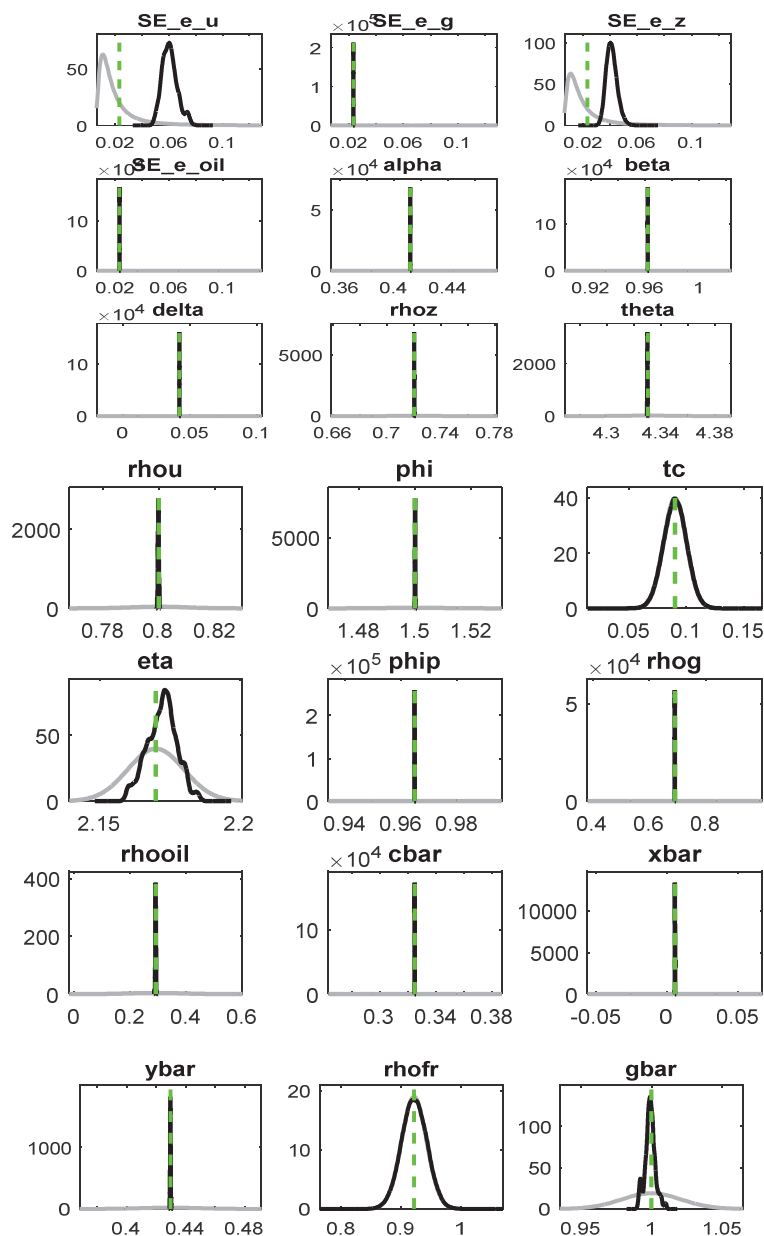 SE_e_u ×10⁵SE_e_g SE_e_z
50 0 2 1 0 100 50 0
0.02 0.06 0.1 0.02 0.06 0.1 0.02 0.06 0.1
SE_e_oil ×10⁴ alpha ×10⁴ beta
10 0 5 0 10 0
0.02 0.06 0.1 0.36 0.4 0.44 0.92 0.96 1
×10⁴ delta rhoz theta
10 0 5000 0 2000 0
0 0.05 0.1 0.66 0.7 0.74 0.78 4.3 4.34 4.38
rhou phi tc
2000 0 5000 0 40 20 0
0.78 0.8 0.82 1.48 1.5 1.52 0.05 0.1 0.15
eta ×10⁵ phip ×10⁴ rhog
50 0 2 1 0 5 0
2.15 2.2 0.94 0.96 0.98 0.4 0.6 0.8
rhooil ×10⁴ cbar xbar
400 200 0 10 0 10000 5000 0
0 0.2 0.4 0.6 0.3 0.34 0.38 -0.05 0 0.05
ybar rhofr gbar
1000 0 20 10 0 100 50 0
0.4 0.44 0.48 0.8 0.9 1 0.95 1 1.05